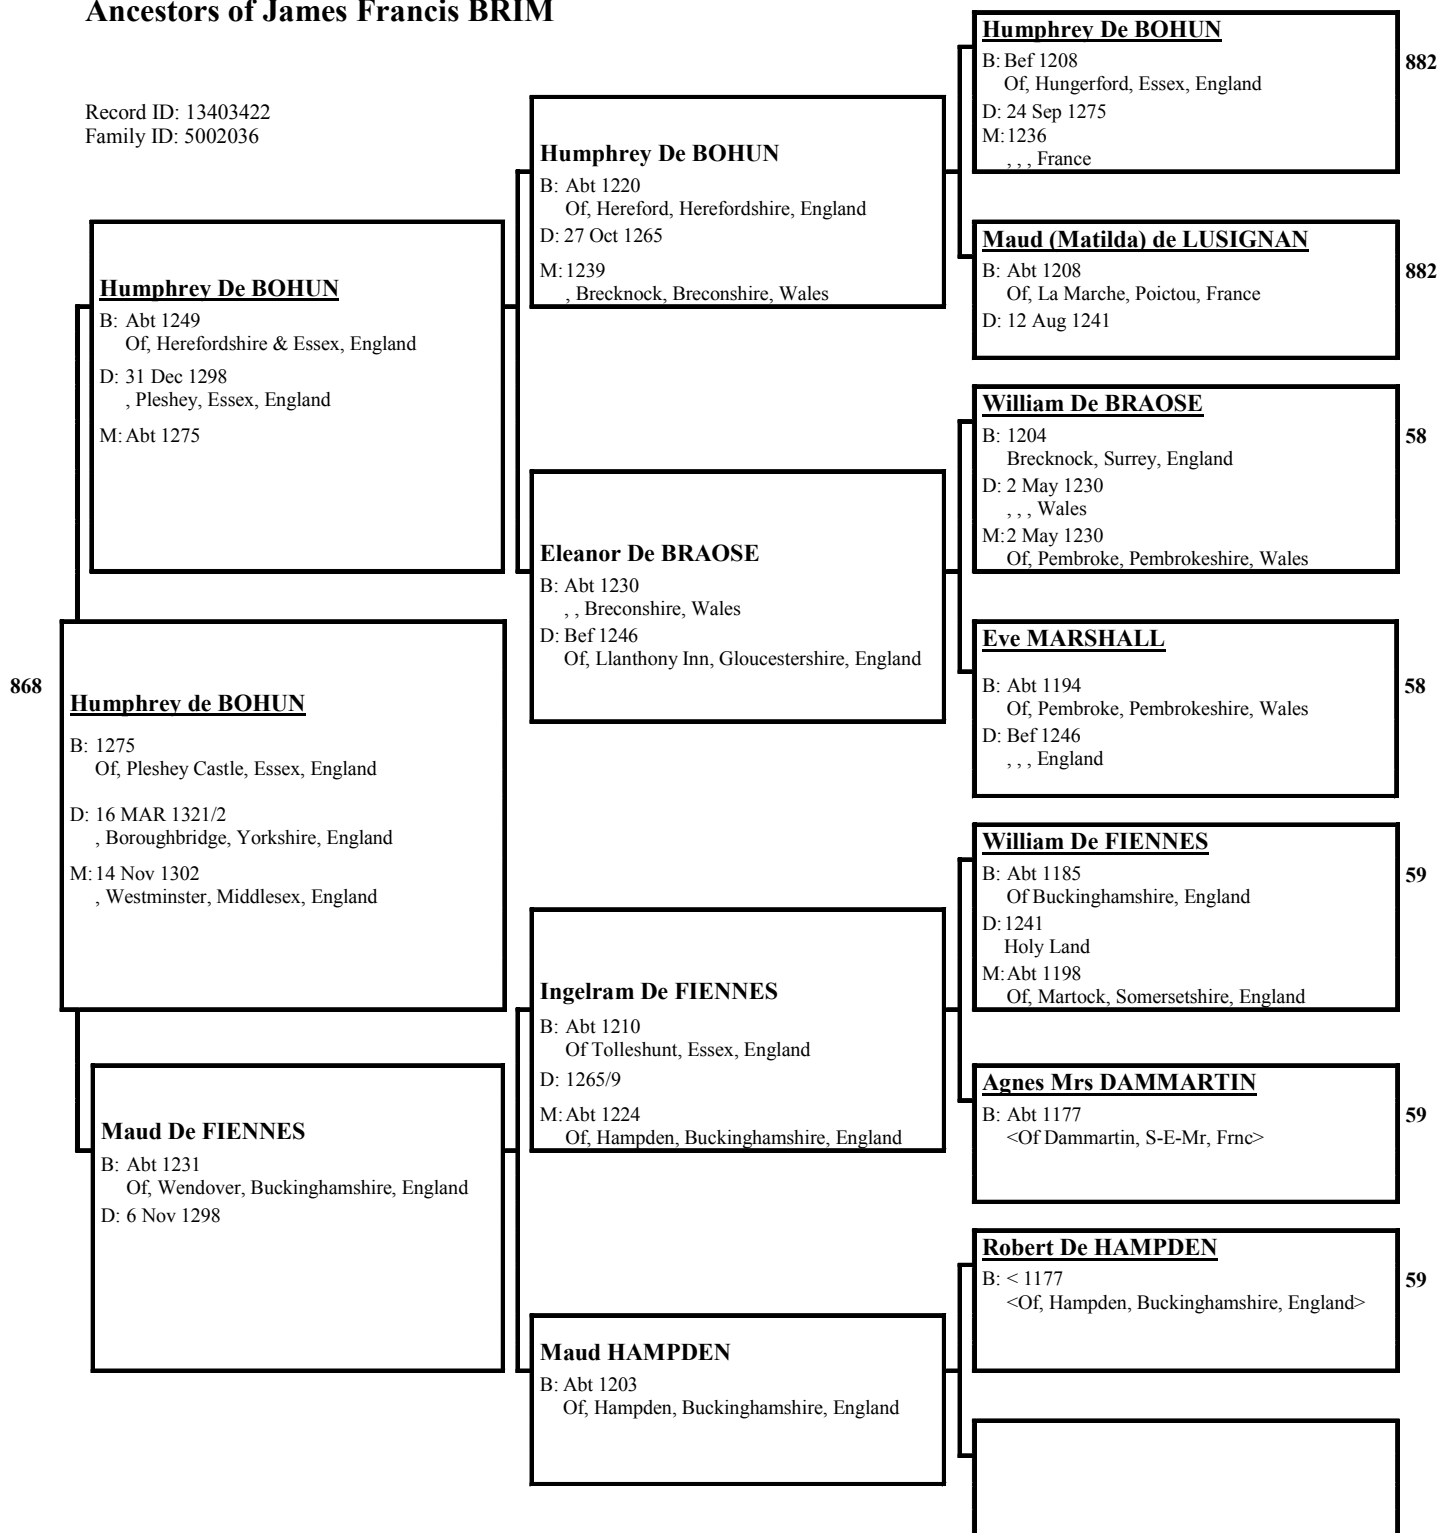 Ancestors of James Francis BRIM
Record ID: 13403422
Family ID: 5002036
868
Humphrey de BOHUN
B: 1275
Of, Pleshey Castle, Essex, England
D: 16 MAR 1321/2
, Boroughbridge, Yorkshire, England
M: 14 Nov 1302
, Westminster, Middlesex, England
Humphrey De BOHUN
B: Abt 1249
Of, Herefordshire & Essex, England
D: 31 Dec 1298
, Pleshey, Essex, England
M: Abt 1275
Maud De FIENNES
B: Abt 1231
Of, Wendover, Buckinghamshire, England
D: 6 Nov 1298
Humphrey De BOHUN
B: Abt 1220
Of, Hereford, Herefordshire, England
D: 27 Oct 1265
M: 1239
, Brecknock, Breconshire, Wales
Eleanor De BRAOSE
B: Abt 1230
, , Breconshire, Wales
D: Bef 1246
Of, Llanthony Inn, Gloucestershire, England
Ingelram De FIENNES
B: Abt 1210
Of Tolleshunt, Essex, England
D: 1265/9
M: Abt 1224
Of, Hampden, Buckinghamshire, England
Maud HAMPDEN
B: Abt 1203
Of, Hampden, Buckinghamshire, England
Humphrey De BOHUN
B: Bef 1208
Of, Hungerford, Essex, England
D: 24 Sep 1275
M: 1236
, , , France
882
Maud (Matilda) de LUSIGNAN
B: Abt 1208
Of, La Marche, Poictou, France
D: 12 Aug 1241
882
William De BRAOSE
B: 1204
Brecknock, Surrey, England
D: 2 May 1230
, , , Wales
M: 2 May 1230
Of, Pembroke, Pembrokeshire, Wales
58
Eve MARSHALL
B: Abt 1194
Of, Pembroke, Pembrokeshire, Wales
D: Bef 1246
, , , England
58
William De FIENNES
B: Abt 1185
Of Buckinghamshire, England
D: 1241
Holy Land
M: Abt 1198
Of, Martock, Somersetshire, England
59
Agnes Mrs DAMMARTIN
B: Abt 1177
<Of Dammartin, S-E-Mr, Frnc>
59
Robert De HAMPDEN
B: < 1177
<Of, Hampden, Buckinghamshire, England>
59